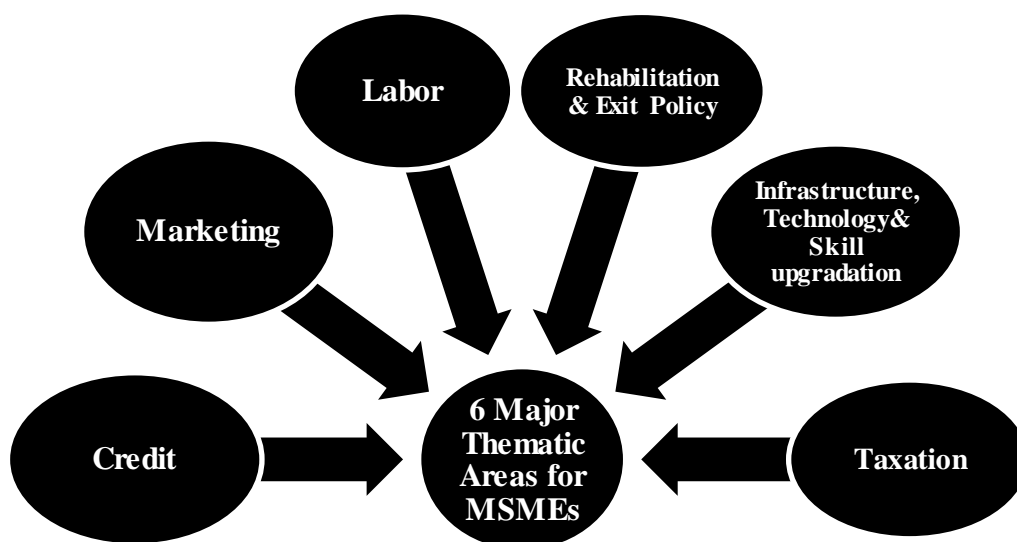 Labor
Rehabilitation
& Exit Policy
Marketing
Infrastructure,
Technology&
Skill
upgradation
Credit
6 Major
Thematic
Areas for
MSMEs
Taxation